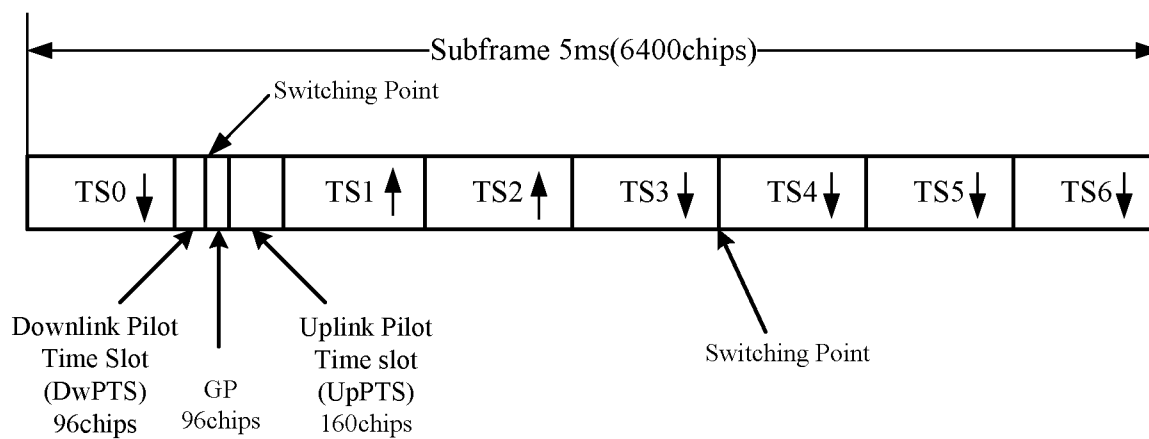 Subframe 5ms(6400chips)
Switching Point
TS0
TS1
TS2
TS3
TS4
TS5
TS6
Downlink Pilot
Time Slot
(DwPTS)
96chips
GP
96chips
Uplink Pilot
Time slot
(UpPTS)
160chips
Switching Point